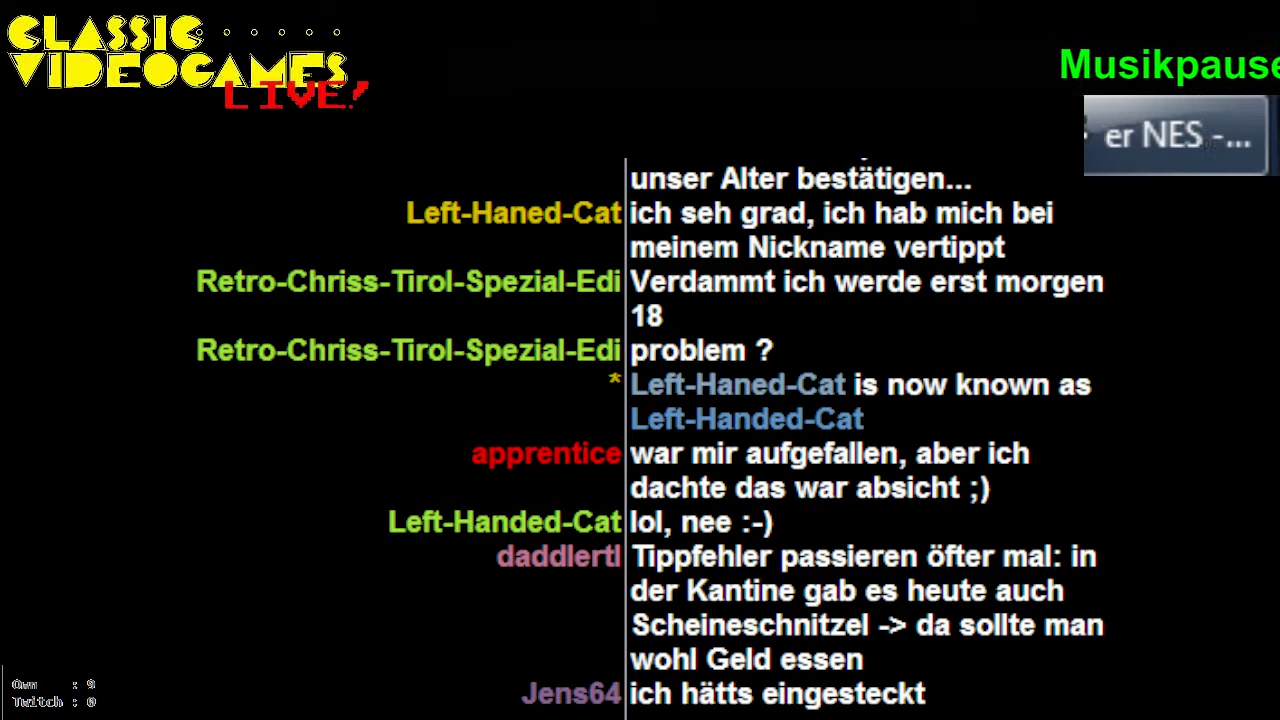 CLASSIC
VIDEOGAMES
LIVE!
Musikpause
er NES -...
unser Alter bestätigen...
Left-Haned-Cat ich seh grad, ich hab mich bei
meinem Nickname vertippt
Retro-Chriss-Tirol-Spezial-Edi Verdammt ich werde erst morgen
18
Retro-Chriss-Tirol-Spezial-Edi problem ?
* Left-Haned-Cat is now known as
Left-Handed-Cat
apprentice war mir aufgefallen, aber ich
dachte das war absicht ;)
Left-Handed-Cat lol, nee :-)
daddlertl Tippfehler passieren öfter mal: in
der Kantine gab es heute auch
Scheineschnitzel -> da sollte man
wohl Geld essen
Jens64 ich hätts eingesteckt
Own : 9
Twitch : 0